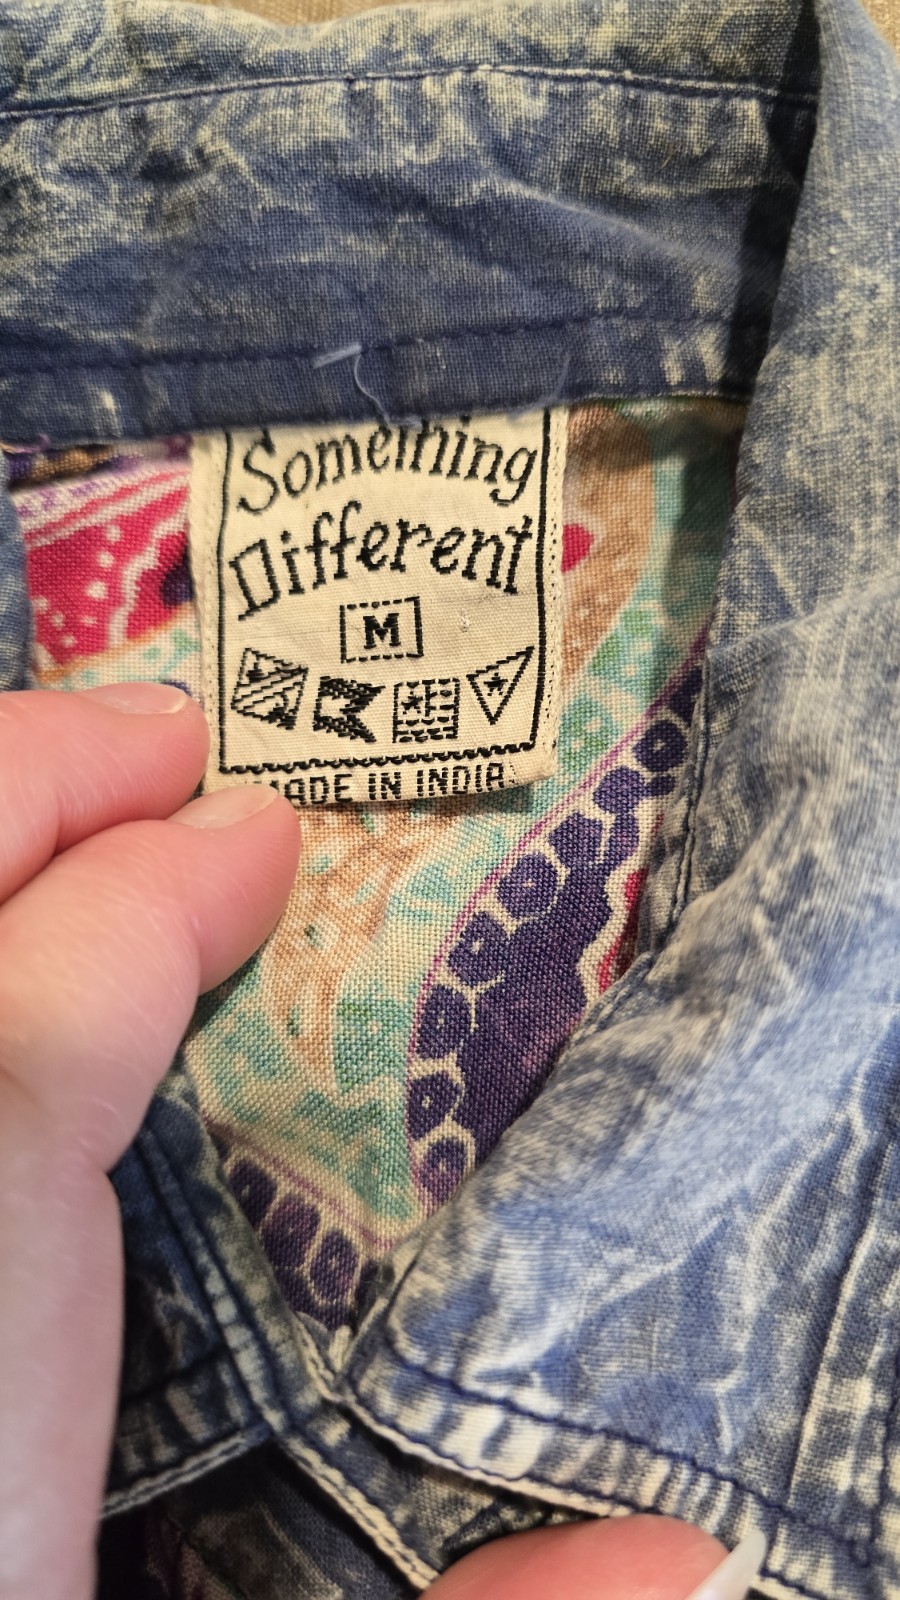 Something
Different
M
MADE IN INDIA